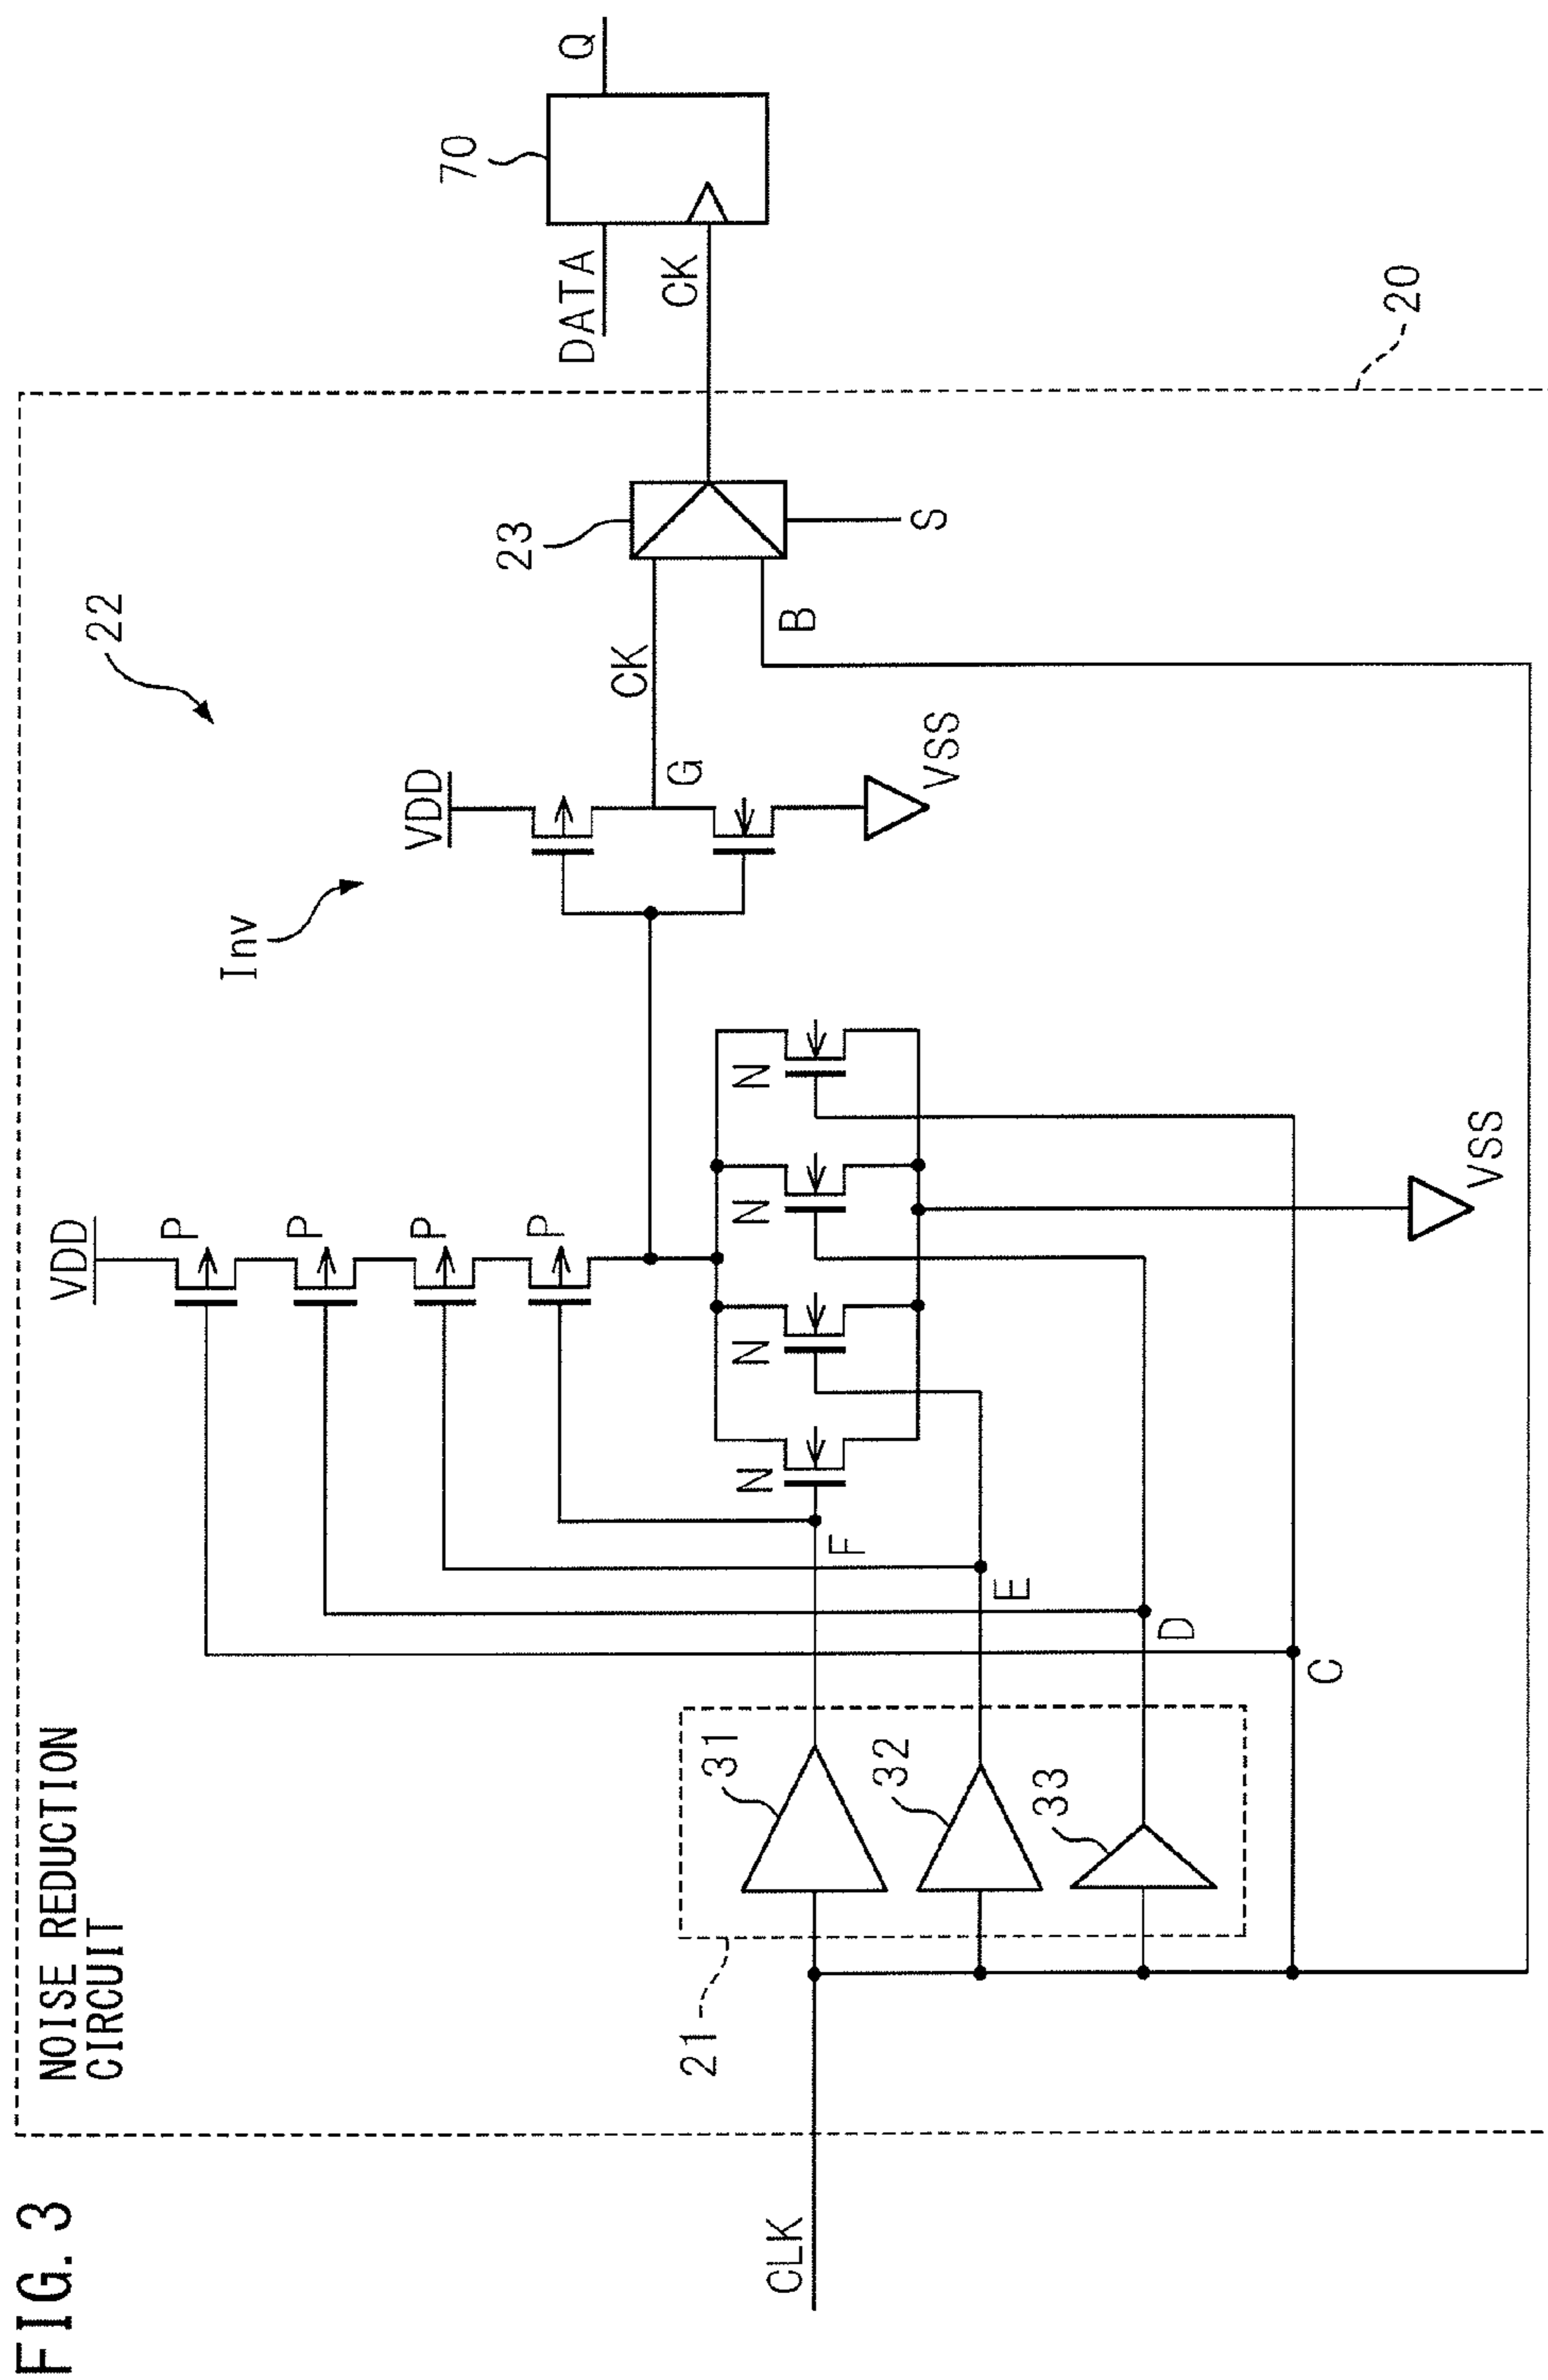 FIG. 3
NOISE REDUCTION
CIRCUIT
22
Inv
VDD
P
P
P
P
VDD
23
CK
G
B
S
VSS
70
DATA
Q
CK
20
N
N
N
N
F
E
D
C
VSS
21
31
32
33
CLK